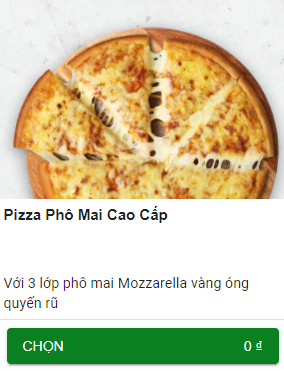 Pizza Phô Mai Cao Cấp
Với 3 lớp phô mai Mozzarella vàng óng
quyến rũ
CHỌN 0 ₫